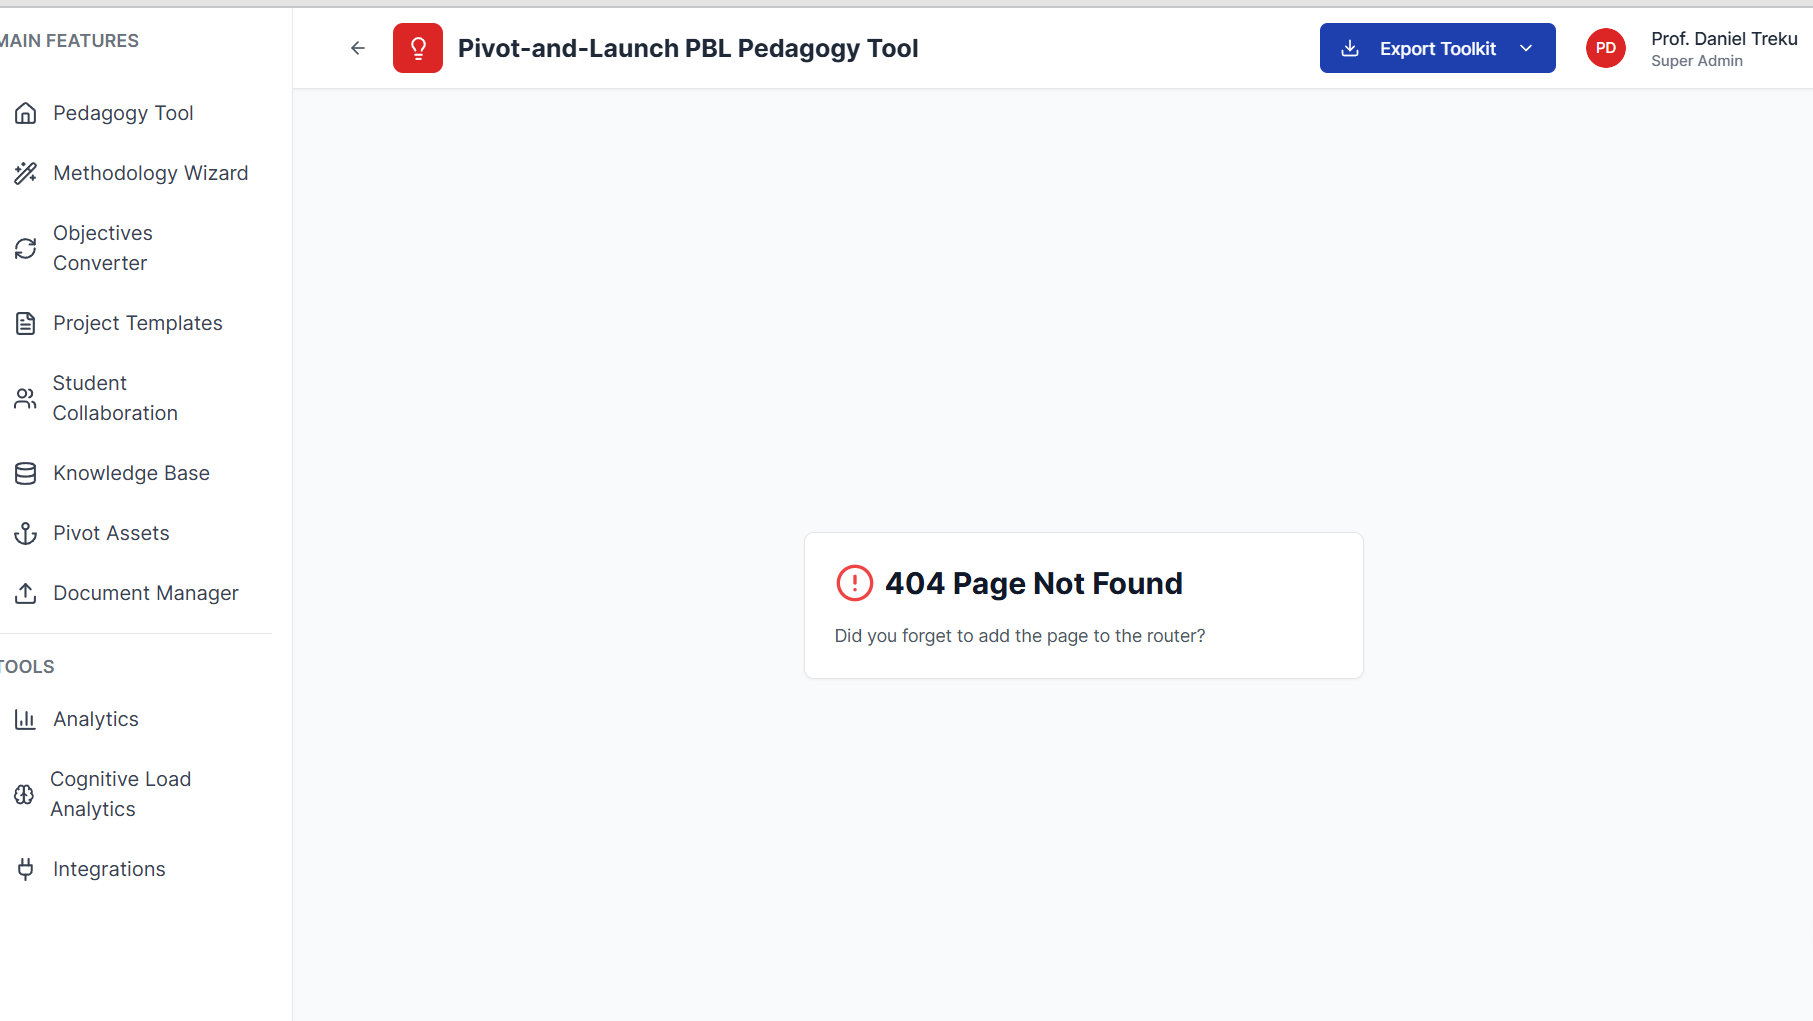 MAIN FEATURES
Pedagogy Tool
Methodology Wizard
Objectives
Converter
Project Templates
Student
Collaboration
Knowledge Base
Pivot Assets
Document Manager
TOOLS
Analytics
Cognitive Load
Analytics
Integrations
Pivot-and-Launch PBL Pedagogy Tool
Export Toolkit
PD
Prof. Daniel Treku
Super Admin
404 Page Not Found
Did you forget to add the page to the router?